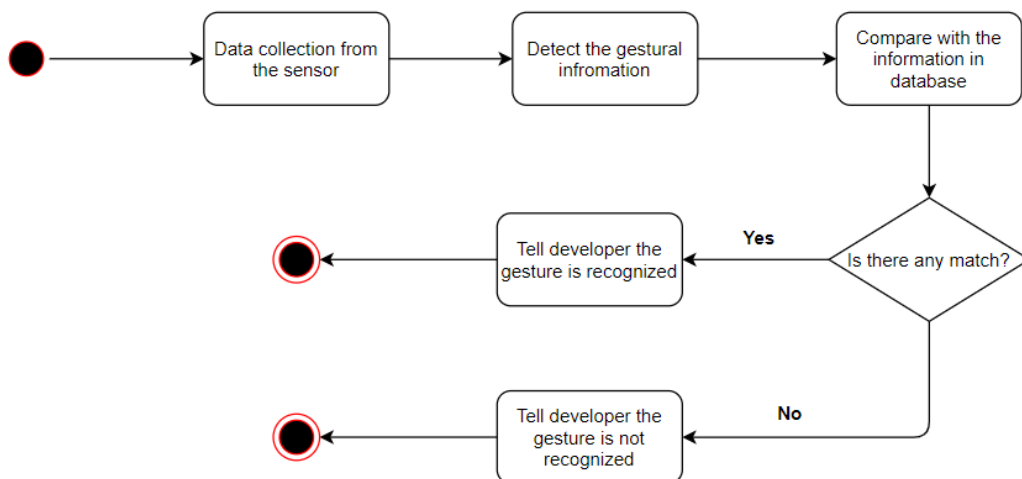 Data collection from
the sensor
Detect the gestural
infromation
Compare with the
information in
database
Is there any match?
Yes
Tell developer the
gesture is recognized
No
Tell developer the
gesture is not
recognized